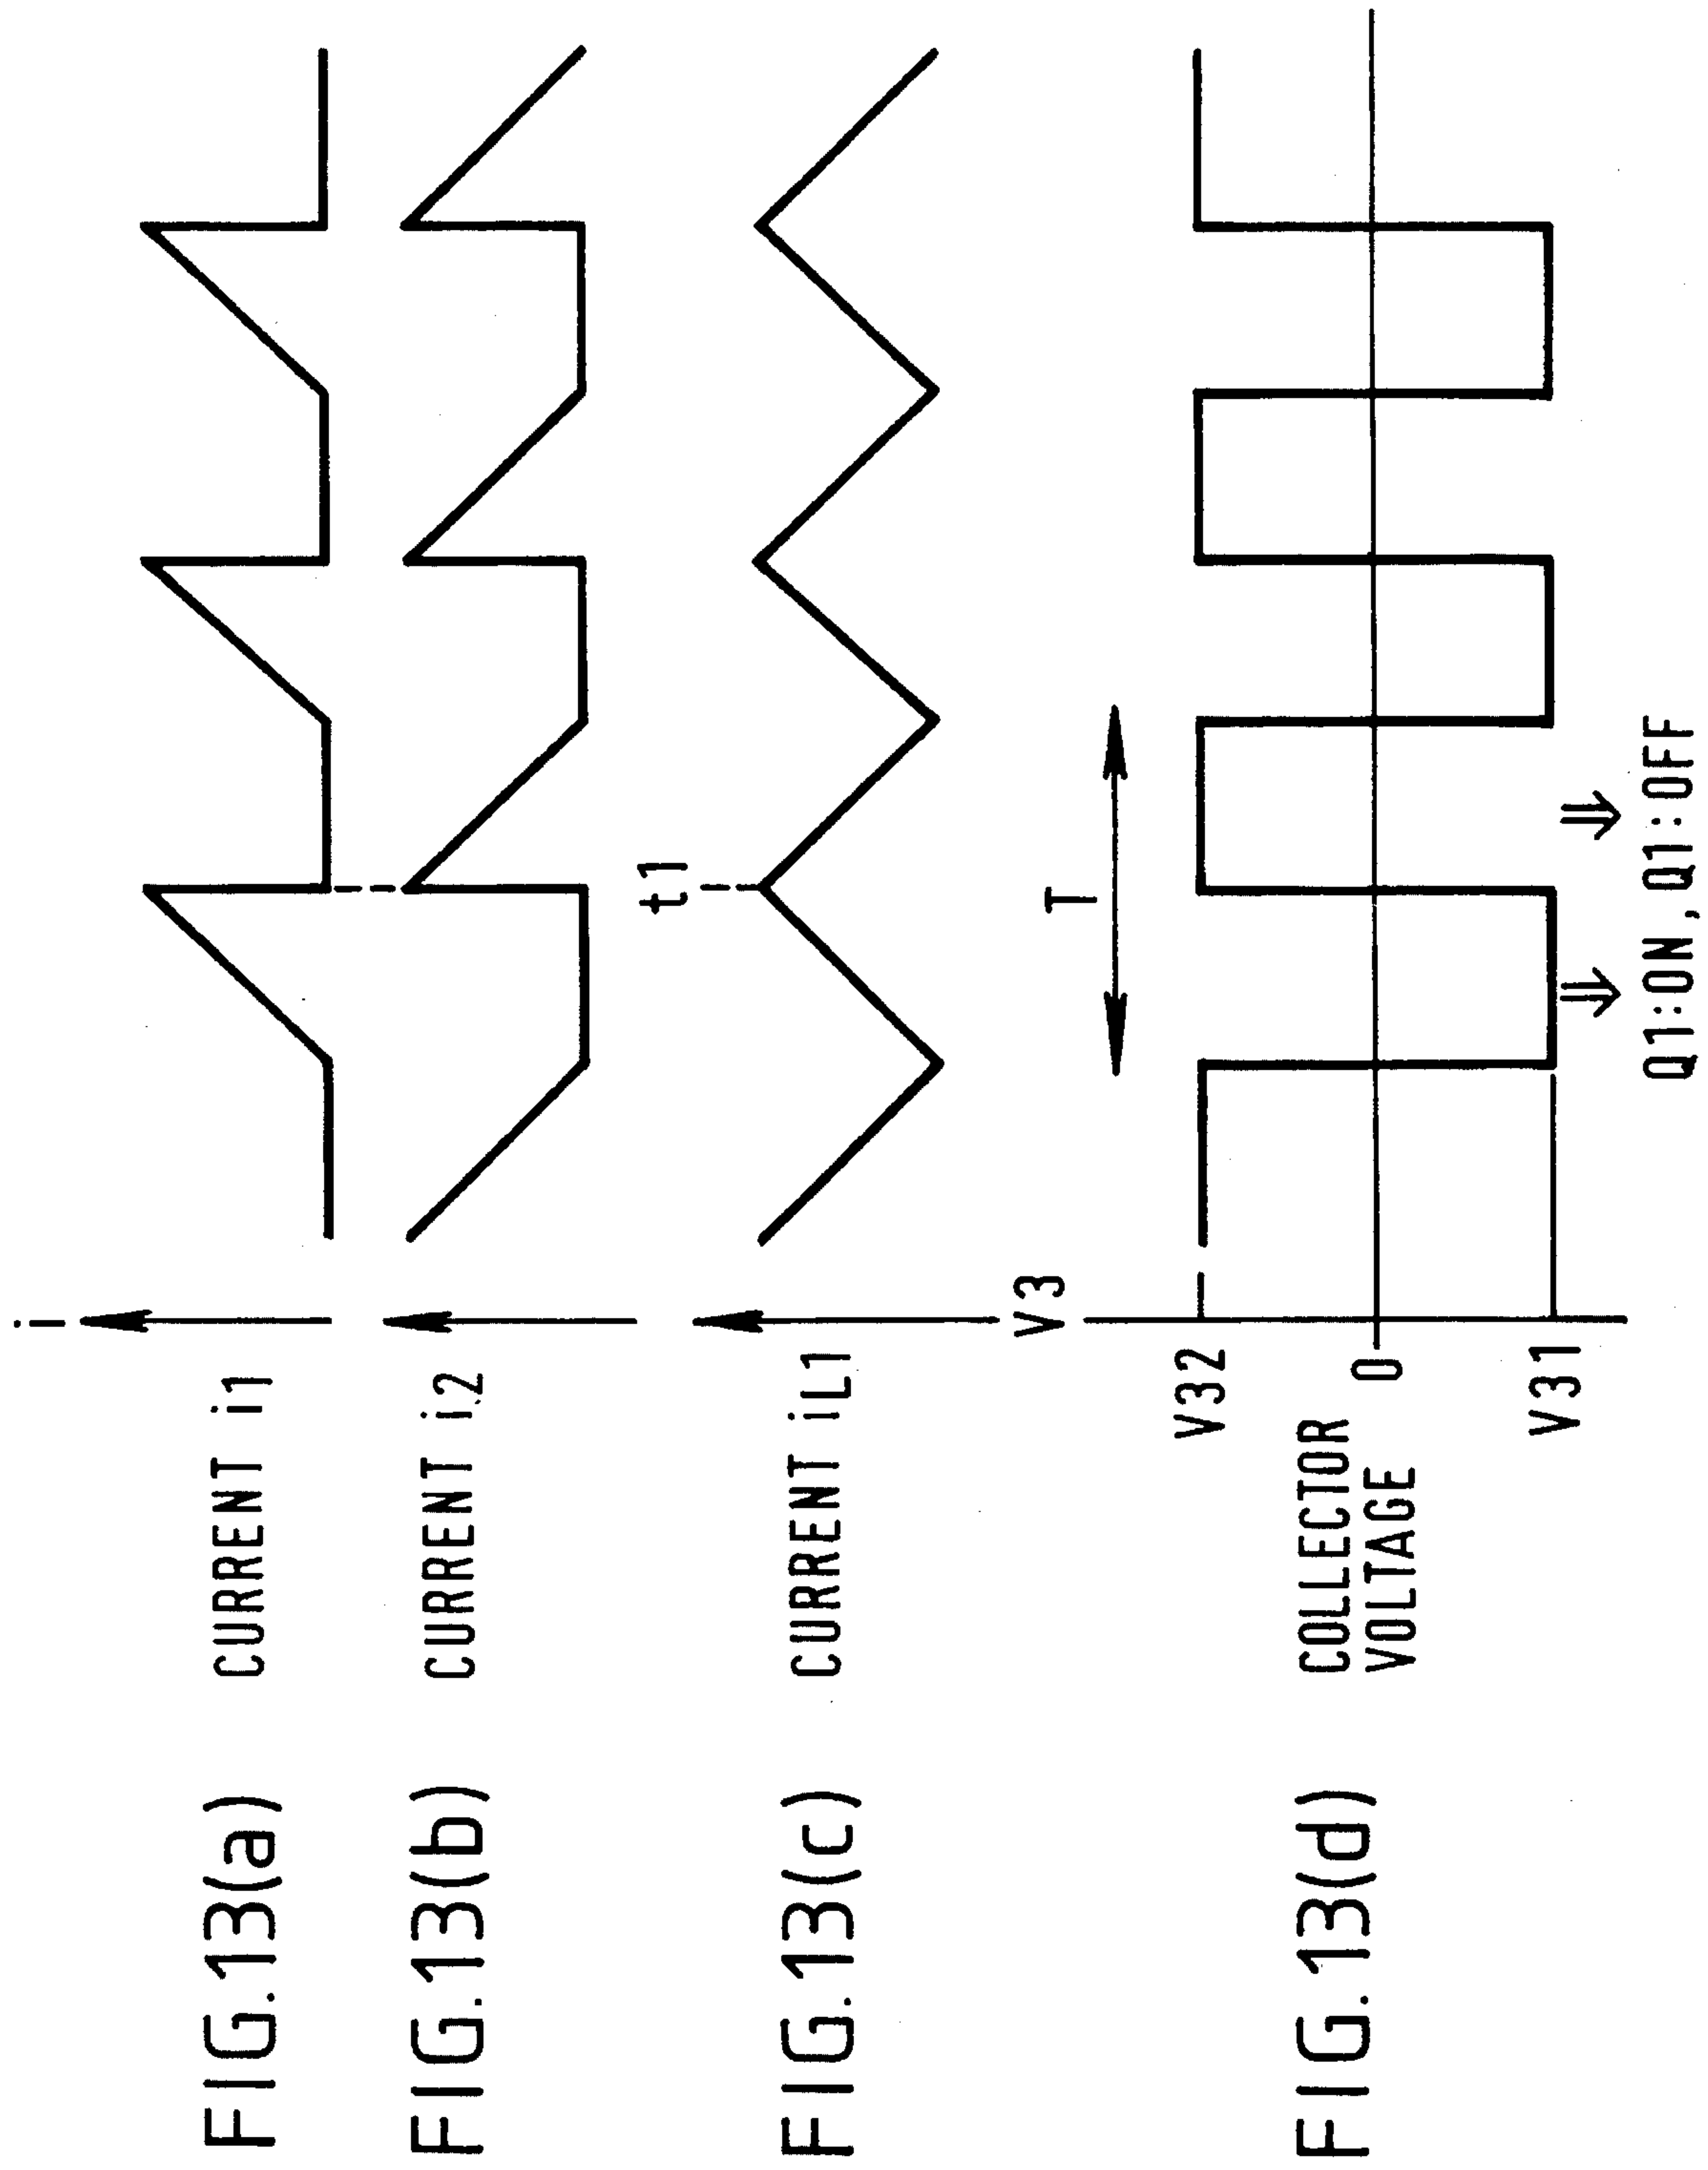 i
FIG.13(a) CURRENT i1
FIG.13(b) CURRENT i2
t1
FIG.13(c) CURRENT iL1
V3
T
V32
FIG.13(d) COLLECTOR
VOLTAGE
0
V31
Q1:ON, Q1:OFF